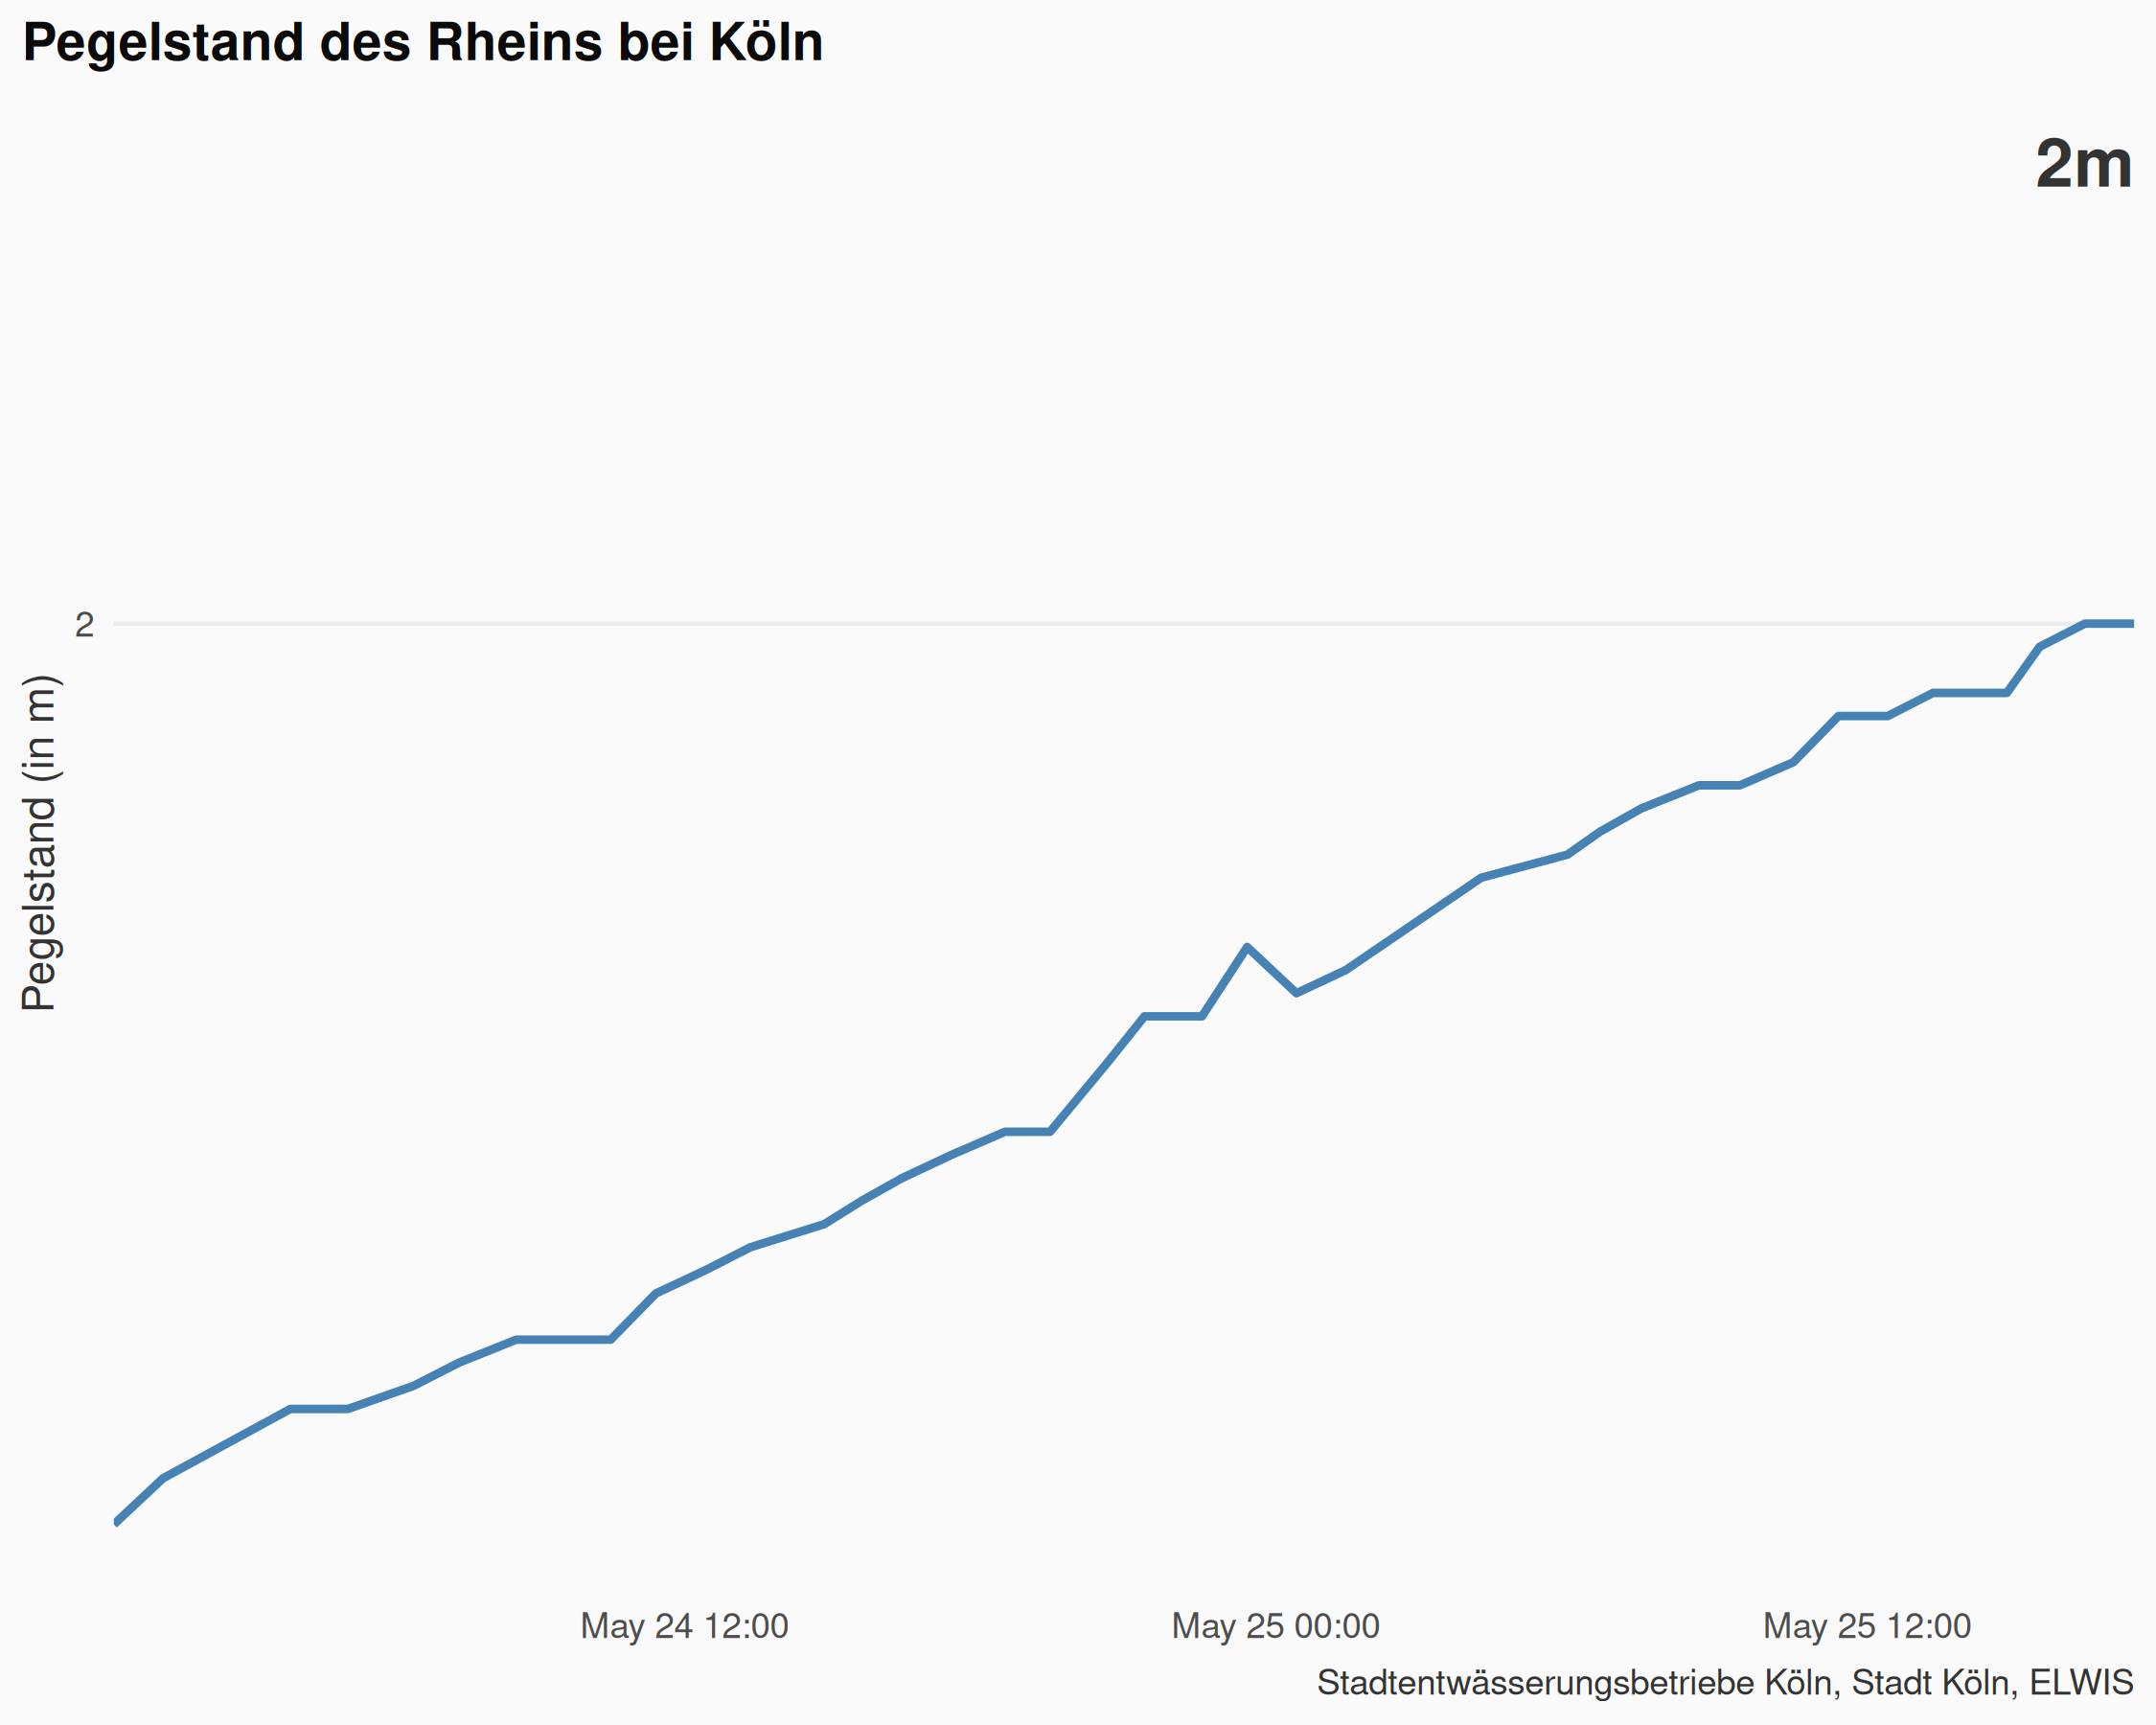 Pegelstand des Rheins bei Köln
2m
2
Pegelstand (in m)
May 24 12:00
May 25 00:00
May 25 12:00
Stadtentwässerungsbetriebe Köln, Stadt Köln, ELWIS